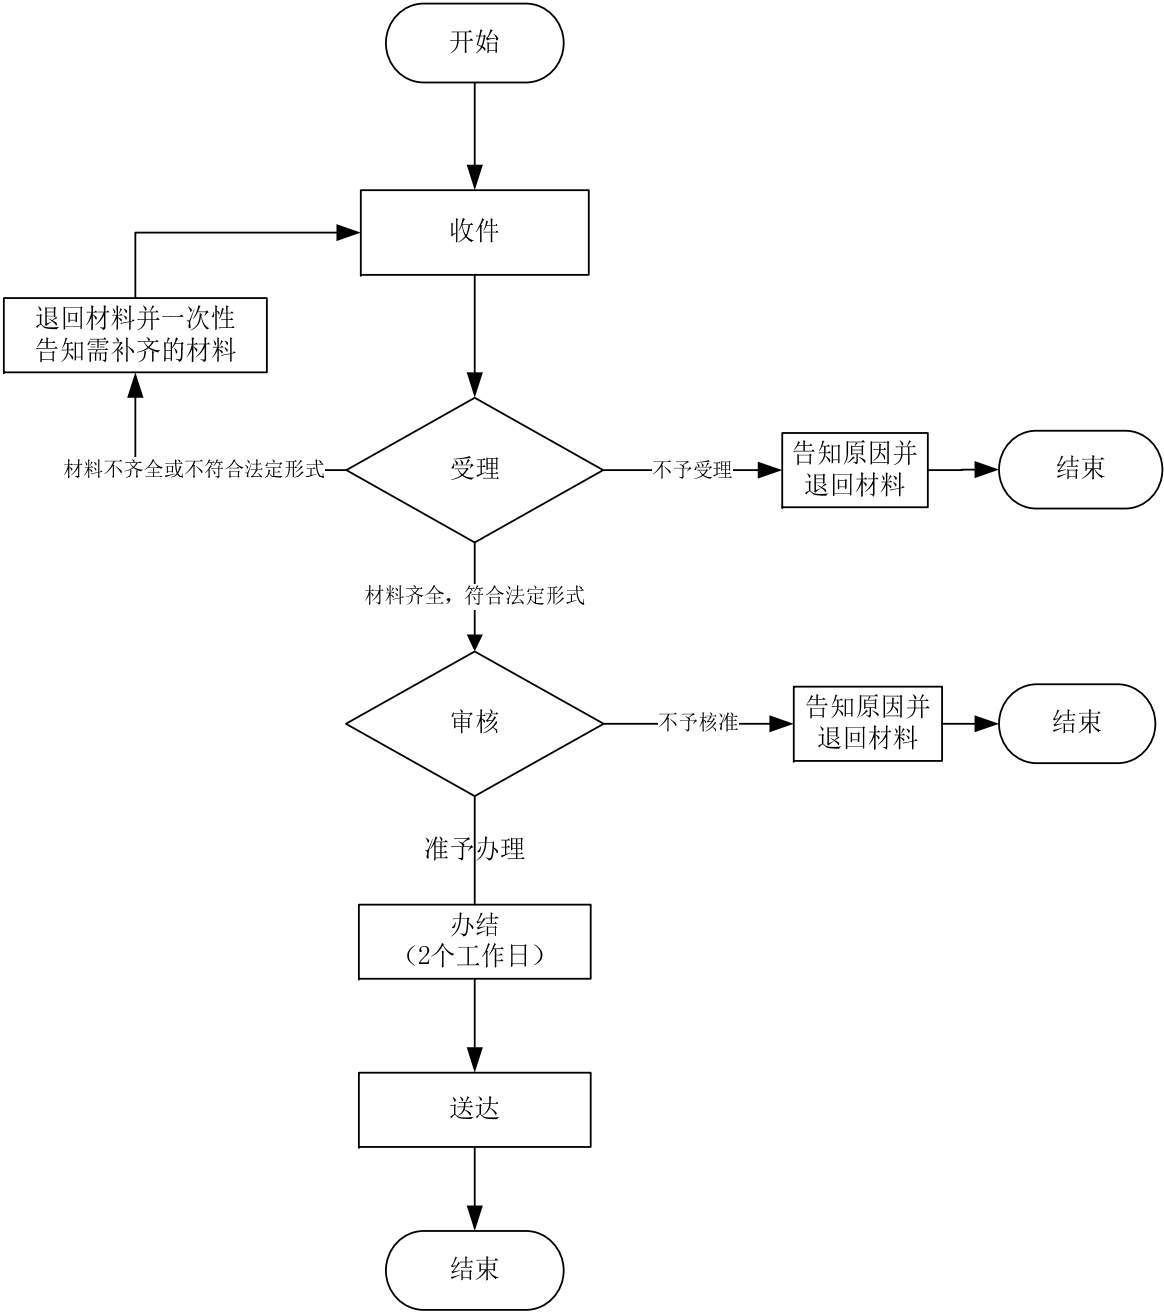 开始
收件
退回材料并一次性
告知需补齐的材料
材料不齐全或不符合法定形式
受理
不予受理
告知原因并
退回材料
结束
材料齐全，符合法定形式
审核
不予核准
告知原因并
退回材料
结束
准予办理
办结
（2个工作日）
送达
结束